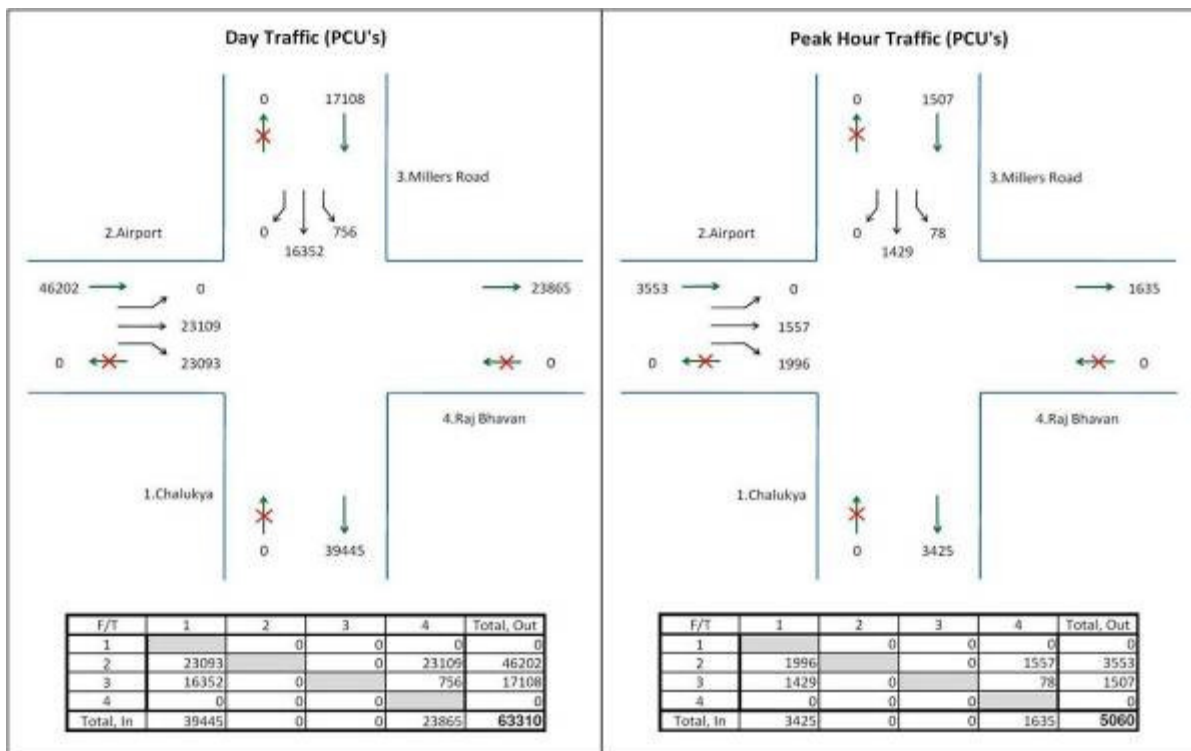 Day Traffic (PCU's)
0 17108
3.Millers Road
2.Airport
0 756
16352
46202 0 23865
23109
0 23093 0
4.Raj Bhavan
1.Chalukya
0 39445
F/T 1 2 3 4 Total, Out
1 0 0 0 0
2 23093 0 23109 46202
3 16352 0 756 17108
4 0 0 0 0
Total, In 39445 0 0 23865 63310
Peak Hour Traffic (PCU's)
0 1507
3.Millers Road
2.Airport
0 78
1429
3553 0 1635
1557
0 1996 0
4.Raj Bhavan
1.Chalukya
0 3425
F/T 1 2 3 4 Total, Out
1 0 0 0 0
2 1996 0 1557 3553
3 1429 0 78 1507
4 0 0 0 0
Total, In 3425 0 0 1635 5060